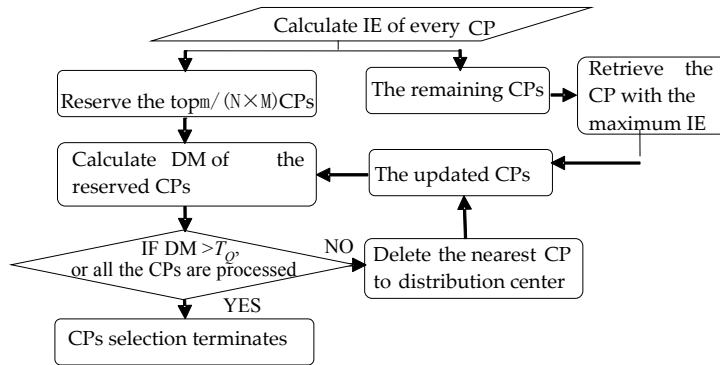 Calculate IE of every CP
Reserve the topm/(N×M)CPs
The remaining CPs
Retrieve the
CP with the
maximum IE
Calculate DM of the
reserved CPs
The updated CPs
IF DM >T_Q,
or all the CPs are processed
NO
Delete the nearest CP
to distribution center
YES
CPs selection terminates